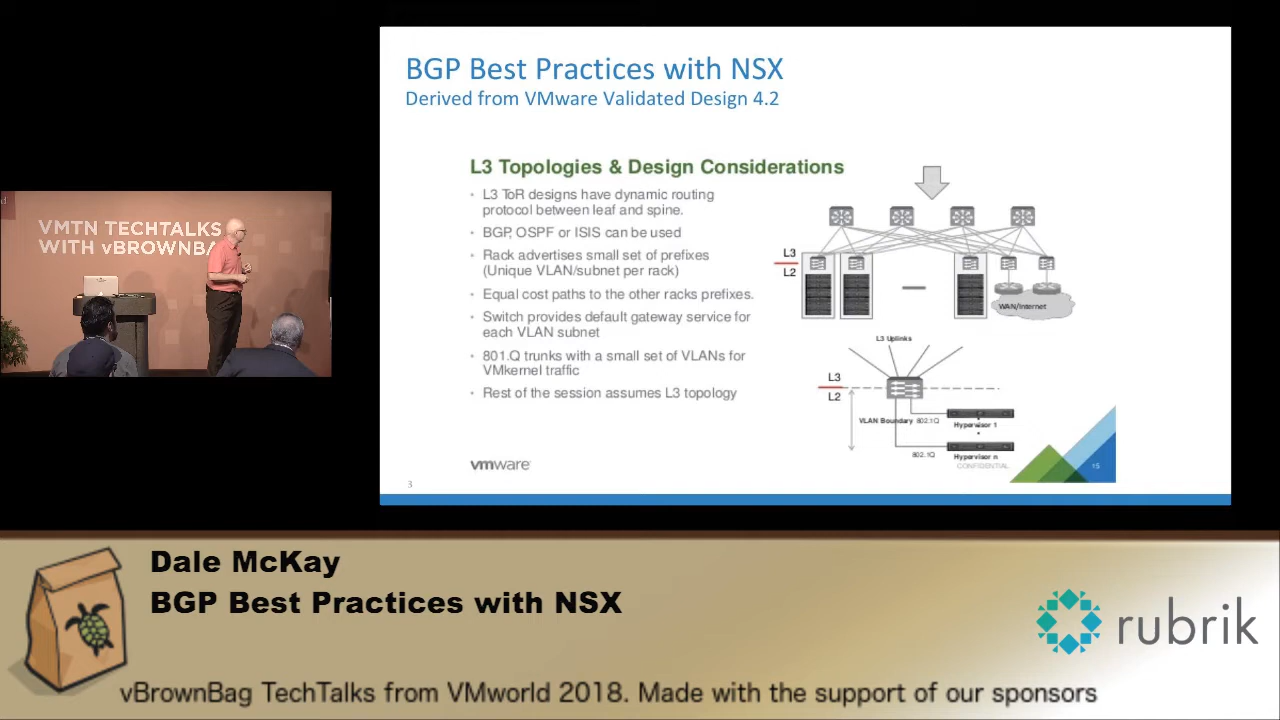 BGP Best Practices with NSX
Derived from VMware Validated Design 4.2
L3 Topologies & Design Considerations
• L3 ToR designs have dynamic routing
protocol between leaf and spine.
• BGP, OSPF or ISIS can be used
• Rack advertises small set of prefixes
(Unique VLAN/subnet per rack)
• Equal cost paths to the other racks prefixes.
• Switch provides default gateway service for
each VLAN subnet
• 801.Q trunks with a small set of VLANs for
VMkernel traffic
• Rest of the session assumes L3 topology
L3
L2
WAN/Internet
L3 Uplinks
L3
L2
VLAN Boundary
802.1Q
Hypervisor 1
802.1Q
Hypervisor n
CONFIDENTIAL
15
vmware
3
VMTN TECHTALKS
WITH vBROWNBA
Dale McKay
BGP Best Practices with NSX
rubrik
vBrownBag TechTalks from VMworld 2018. Made with the support of our sponsors